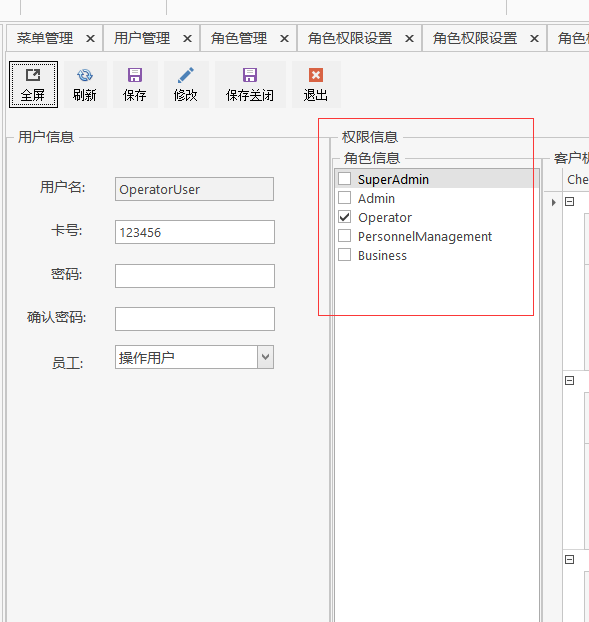 菜单管理 用户管理 角色管理 角色权限设置 角色权限设置 角色
全屏 刷新 保存 修改 保存关闭 退出
用户信息
用户名: OperatorUser
卡号: 123456
密码:
确认密码:
员工: 操作用户
权限信息
角色信息
SuperAdmin
Admin
Operator
PersonnelManagement
Business
客户机
Che